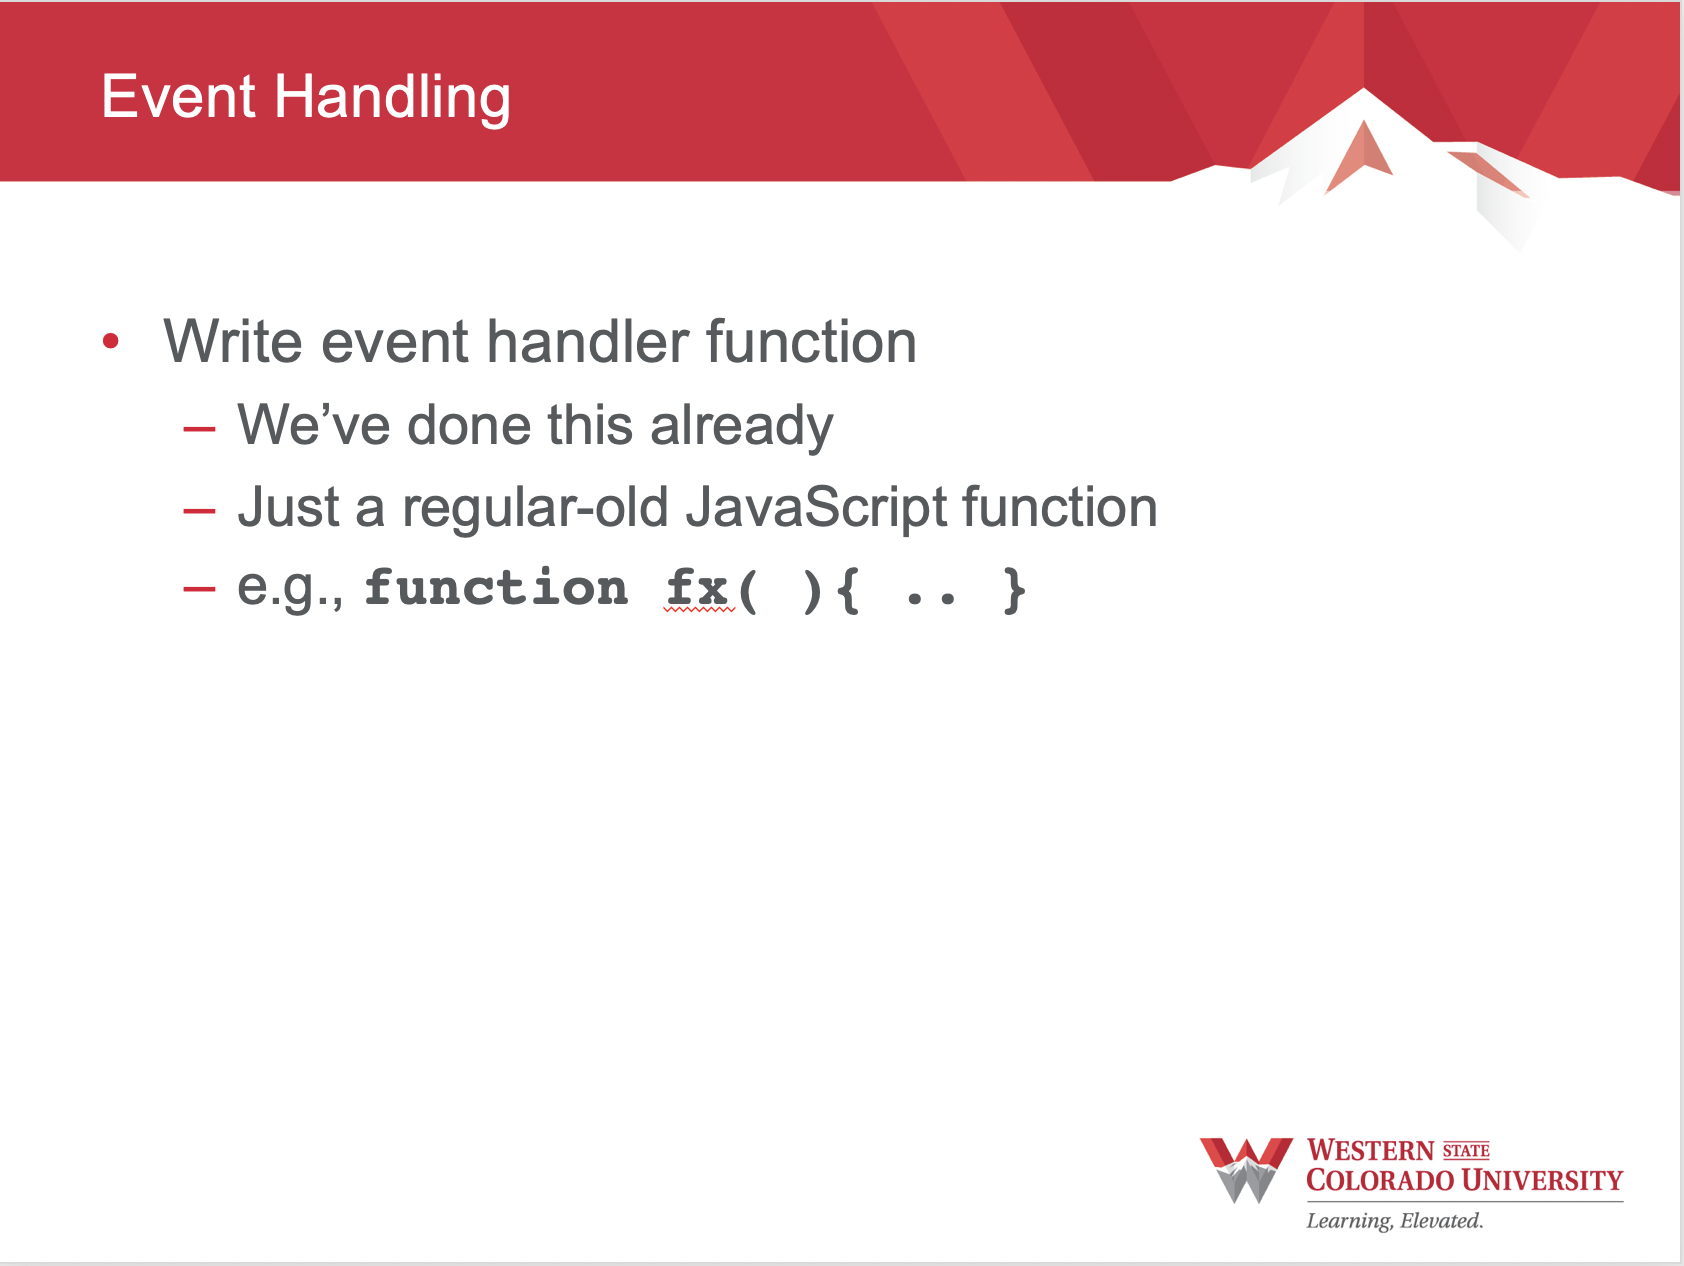 Event Handling
• Write event handler function
– We’ve done this already
– Just a regular-old JavaScript function
– e.g., function fx( ){ .. }
WESTERN STATE
COLORADO UNIVERSITY
Learning, Elevated.